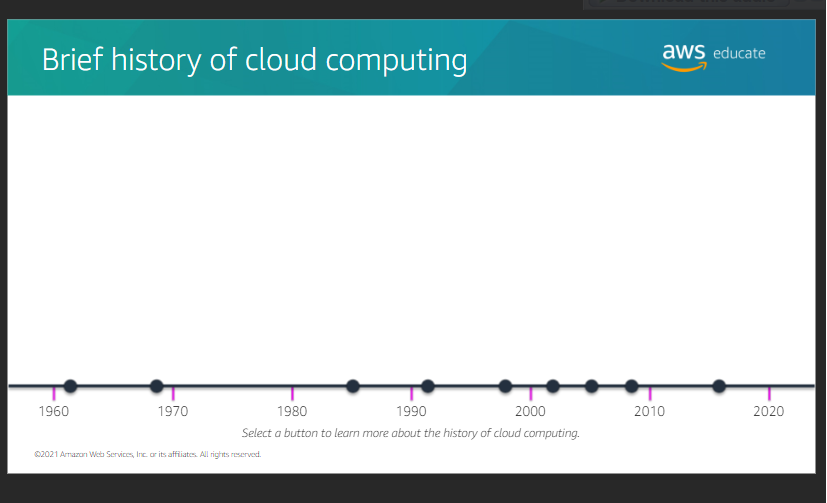 Brief history of cloud computing
aws educate
1960 1970 1980 1990 2000 2010 2020
Select a button to learn more about the history of cloud computing.
©2021 Amazon Web Services, Inc. or its affiliates. All rights reserved.